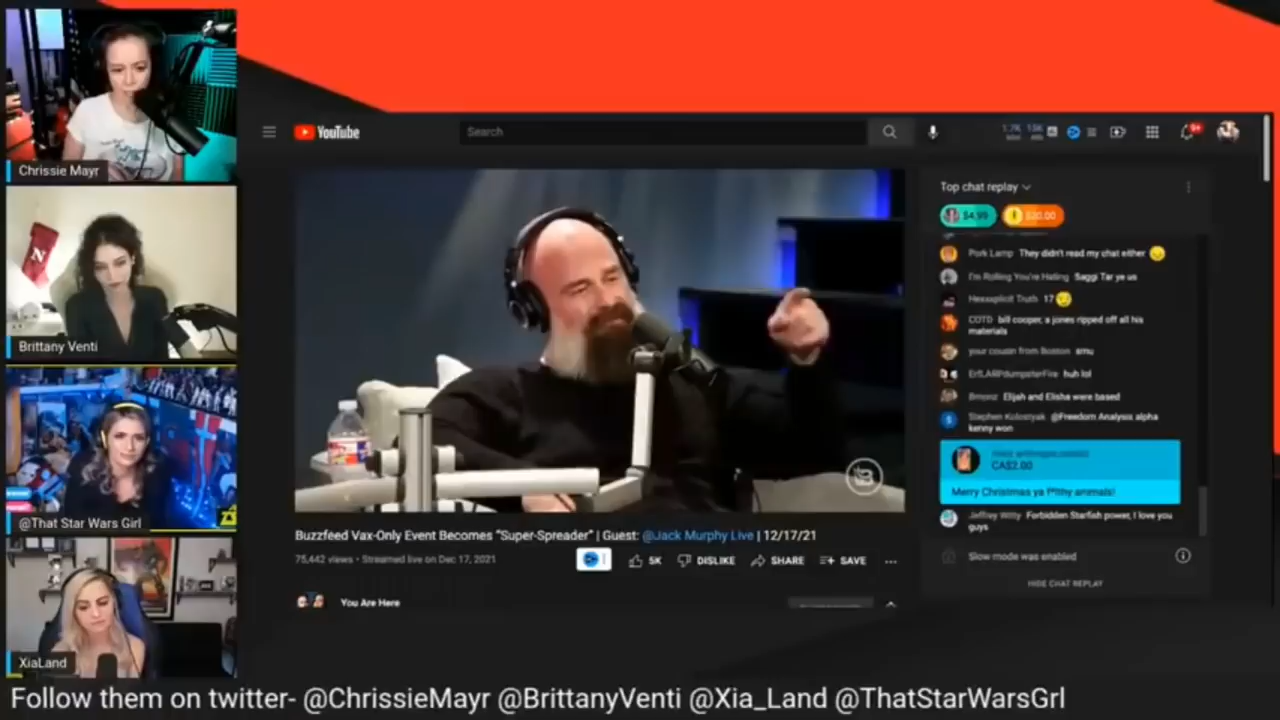 Chrissie Mayr
Brittany Venti
@That Star Wars Girl
XiaLand
YouTube
Search
9+
Top chat replay
$4.99
$20.00
Pork Lamp They didn't read my chat either
I'm Rolling You're Hating Saggi Tar ye us
Hexxxplicit Truth 17
COTD bill cooper, a jones ripped off all his
materials
your cousin from Boston smu
ErfLARPdumpsterFire huh lol
Elijah and Elisha were based
Stephen Kolostyak @Freedom Analysis alpha
kenny won
CA$2.00
Merry Christmas ya f*lthy animals!
Jeffrey Witty Forbidden Starfish power, I love you
guys
Slow mode was enabled
HIDE CHAT REPLAY
Buzzfeed Vax-Only Event Becomes "Super-Spreader" | Guest: @Jack Murphy Live | 12/17/21
75,442 views • Streamed live on Dec 17, 2021
5K DISLIKE SHARE SAVE
You Are Here
Follow them on twitter- @ChrissieMayr @BrittanyVenti @Xia_Land @ThatStarWarsGrl